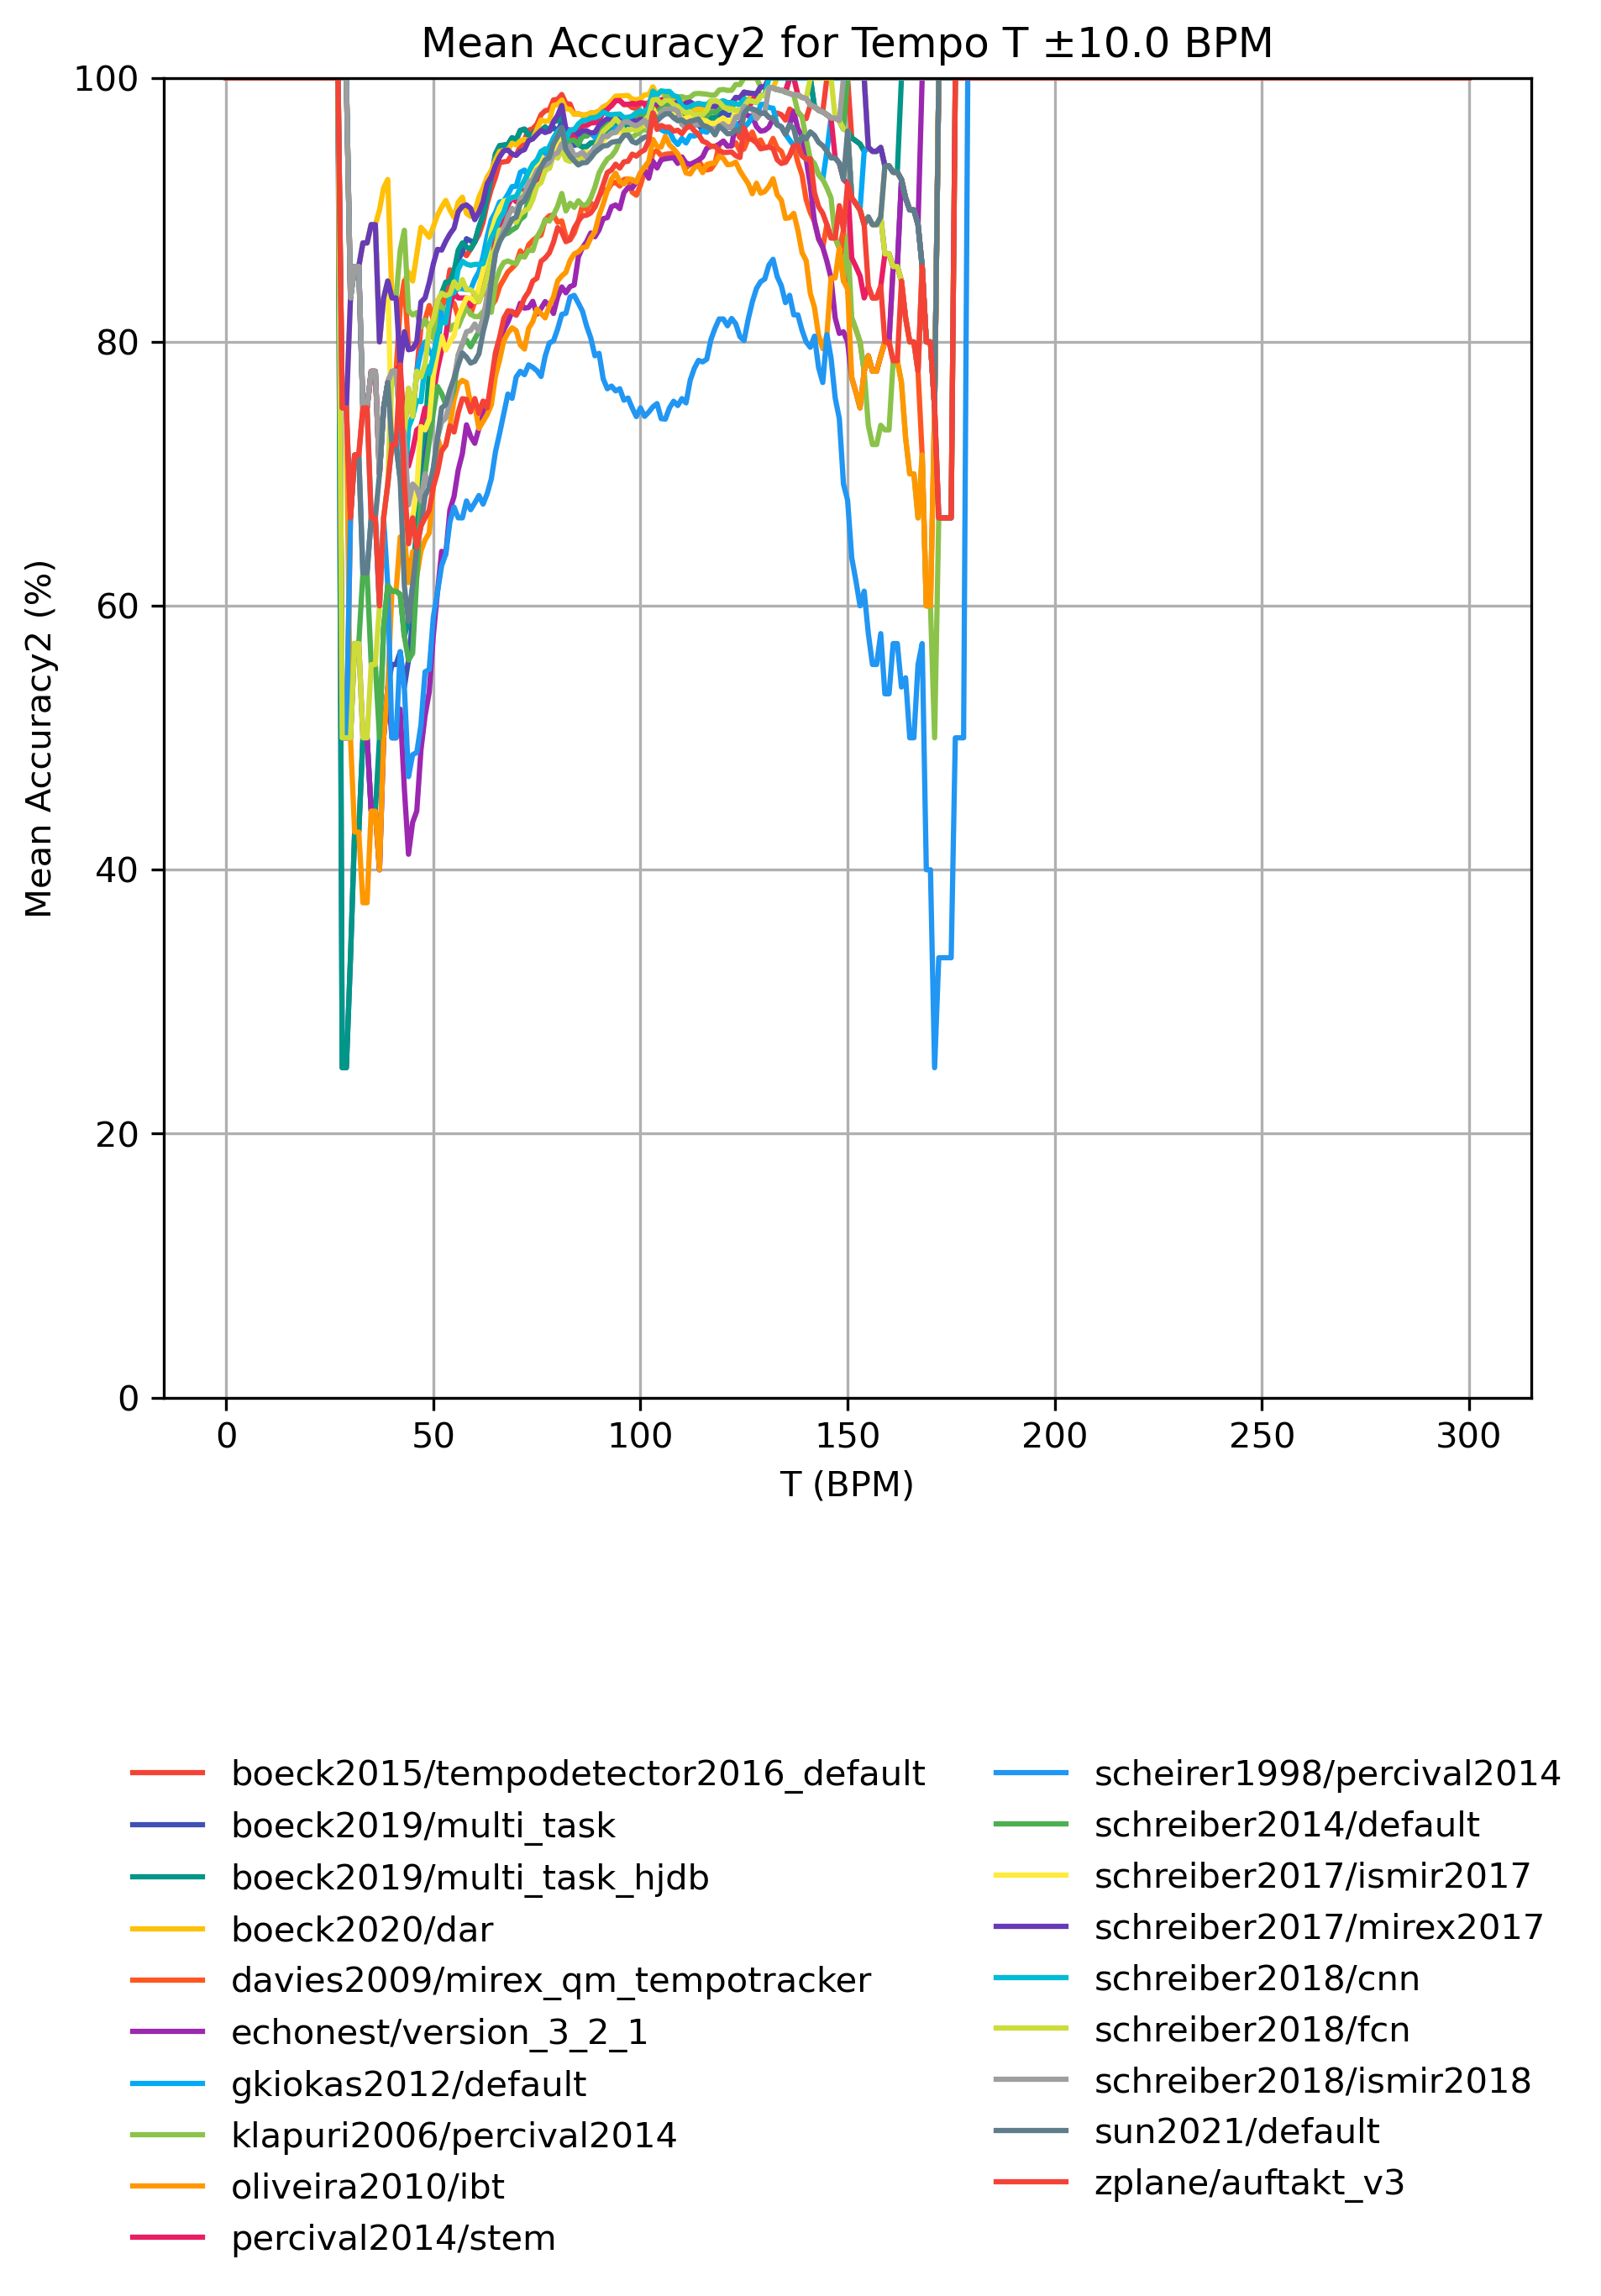 Mean Accuracy2 for Tempo T ±10.0 BPM
100
80
60
40
20
0
Mean Accuracy2 (%)
0 50 100 150 200 250 300
T (BPM)
boeck2015/tempodetector2016_default
boeck2019/multi_task
boeck2019/multi_task_hjdb
boeck2020/dar
davies2009/mirex_qm_tempotracker
echonest/version_3_2_1
gkiokas2012/default
klapuri2006/percival2014
oliveira2010/ibt
percival2014/stem
scheirer1998/percival2014
schreiber2014/default
schreiber2017/ismir2017
schreiber2017/mirex2017
schreiber2018/cnn
schreiber2018/fcn
schreiber2018/ismir2018
sun2021/default
zplane/auftakt_v3